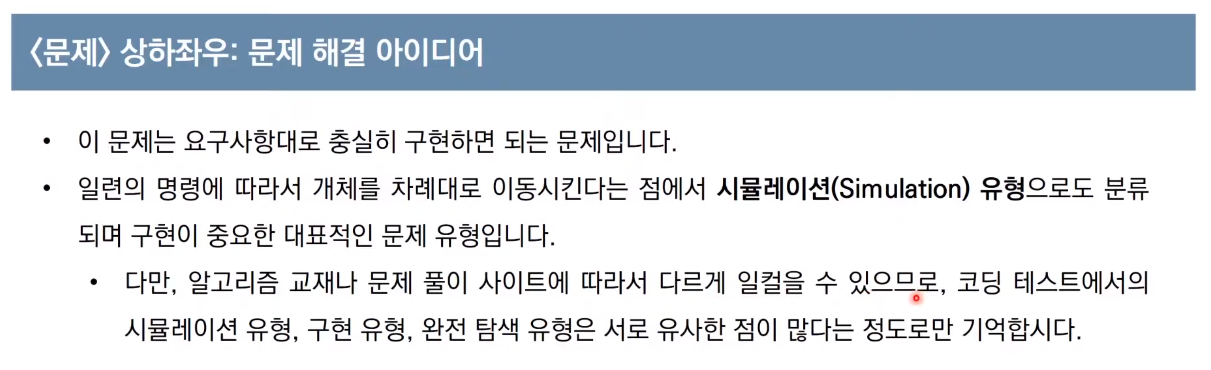 <문제> 상하좌우: 문제 해결 아이디어
• 이 문제는 요구사항대로 충실히 구현하면 되는 문제입니다.
• 일련의 명령에 따라서 개체를 차례대로 이동시킨다는 점에서 시뮬레이션(Simulation) 유형으로도 분류
되며 구현이 중요한 대표적인 문제 유형입니다.
• 다만, 알고리즘 교재나 문제 풀이 사이트에 따라서 다르게 일컬을 수 있으므로, 코딩 테스트에서의
시뮬레이션 유형, 구현 유형, 완전 탐색 유형은 서로 유사한 점이 많다는 정도로만 기억합시다.